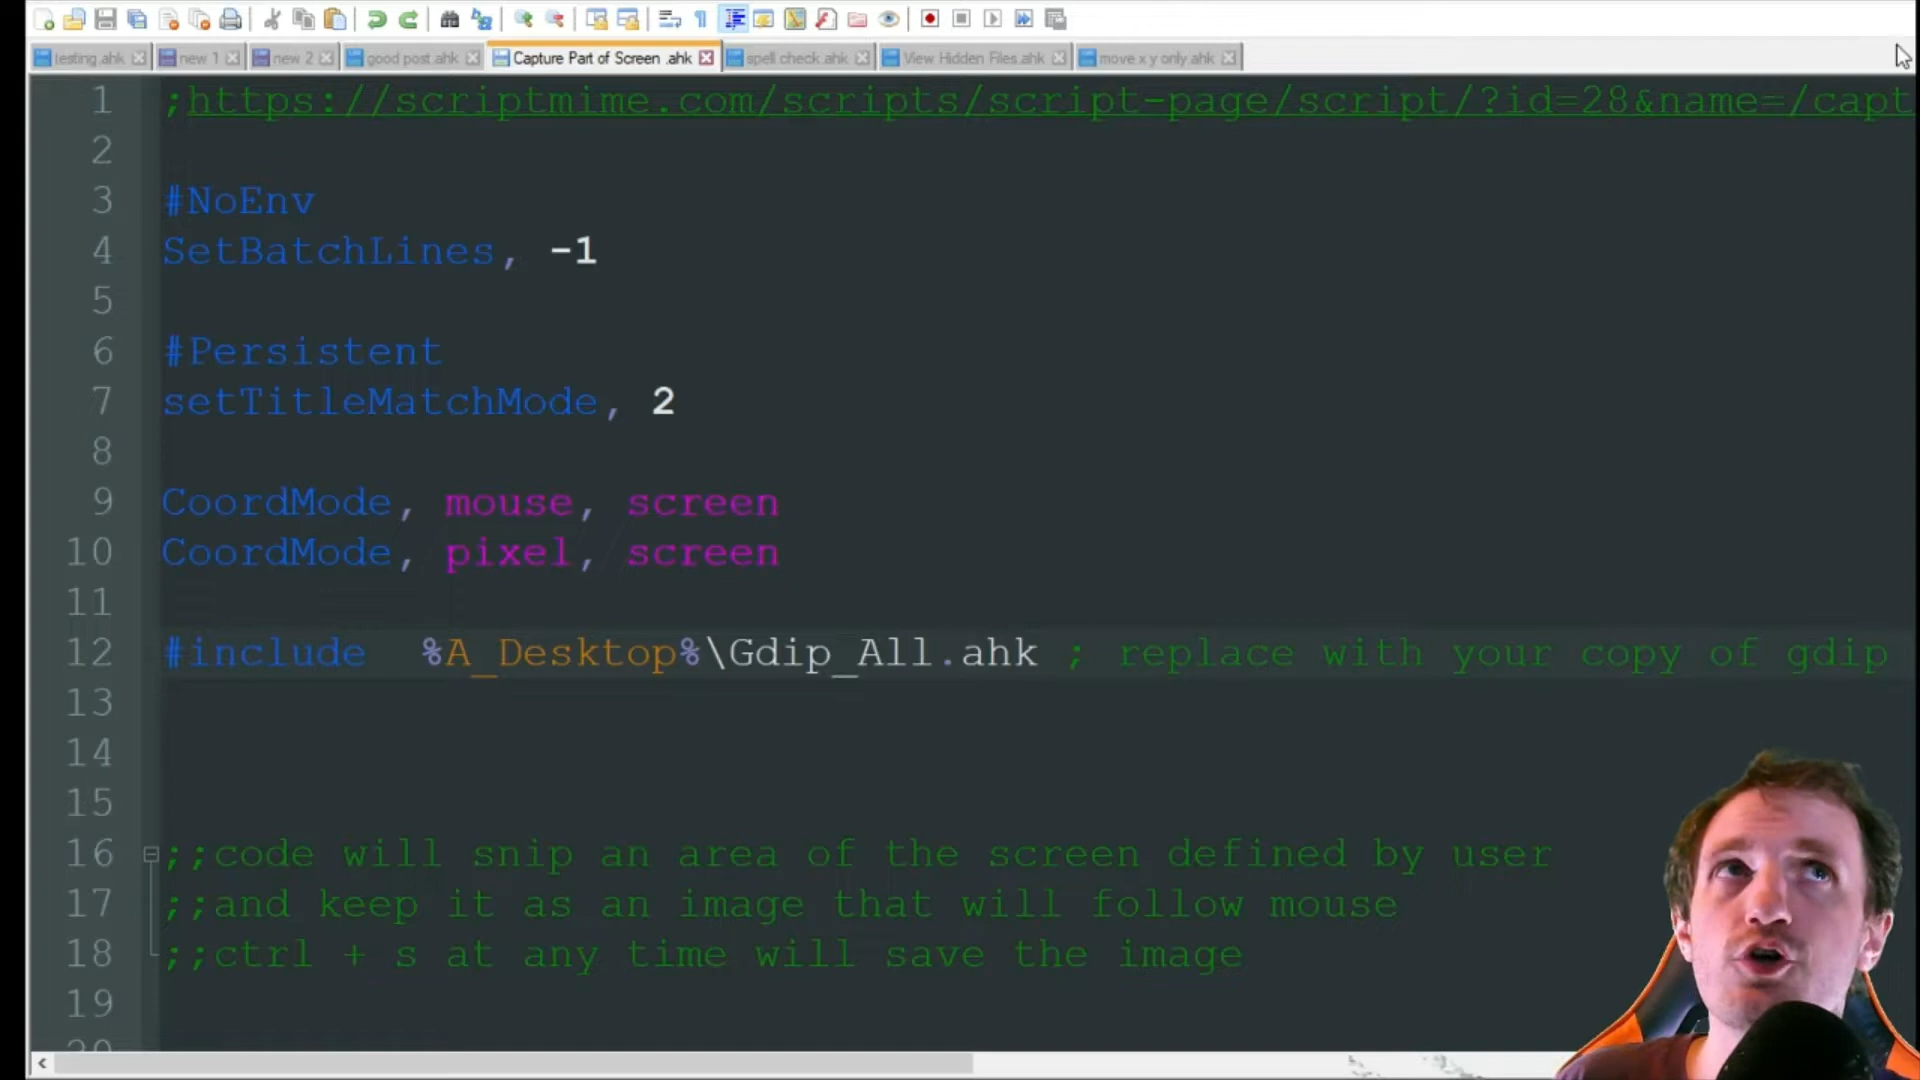 testing.ahk new 1 new 2 good post.ahk Capture Part of Screen .ahk spell check.ahk View Hidden Files.ahk move x y only.ahk
1 ;https://scriptmime.com/scripts/script-page/script/?id=28&name=/capt
2
3 #NoEnv
4 SetBatchLines, -1
5
6 #Persistent
7 setTitleMatchMode, 2
8
9 CoordMode, mouse, screen
10 CoordMode, pixel, screen
11
12 #include %A_Desktop%\Gdip_All.ahk ; replace with your copy of gdip
13
14
15
16 ;;code will snip an area of the screen defined by user
17 ;;and keep it as an image that will follow mouse
18 ;;ctrl + s at any time will save the image
19
20